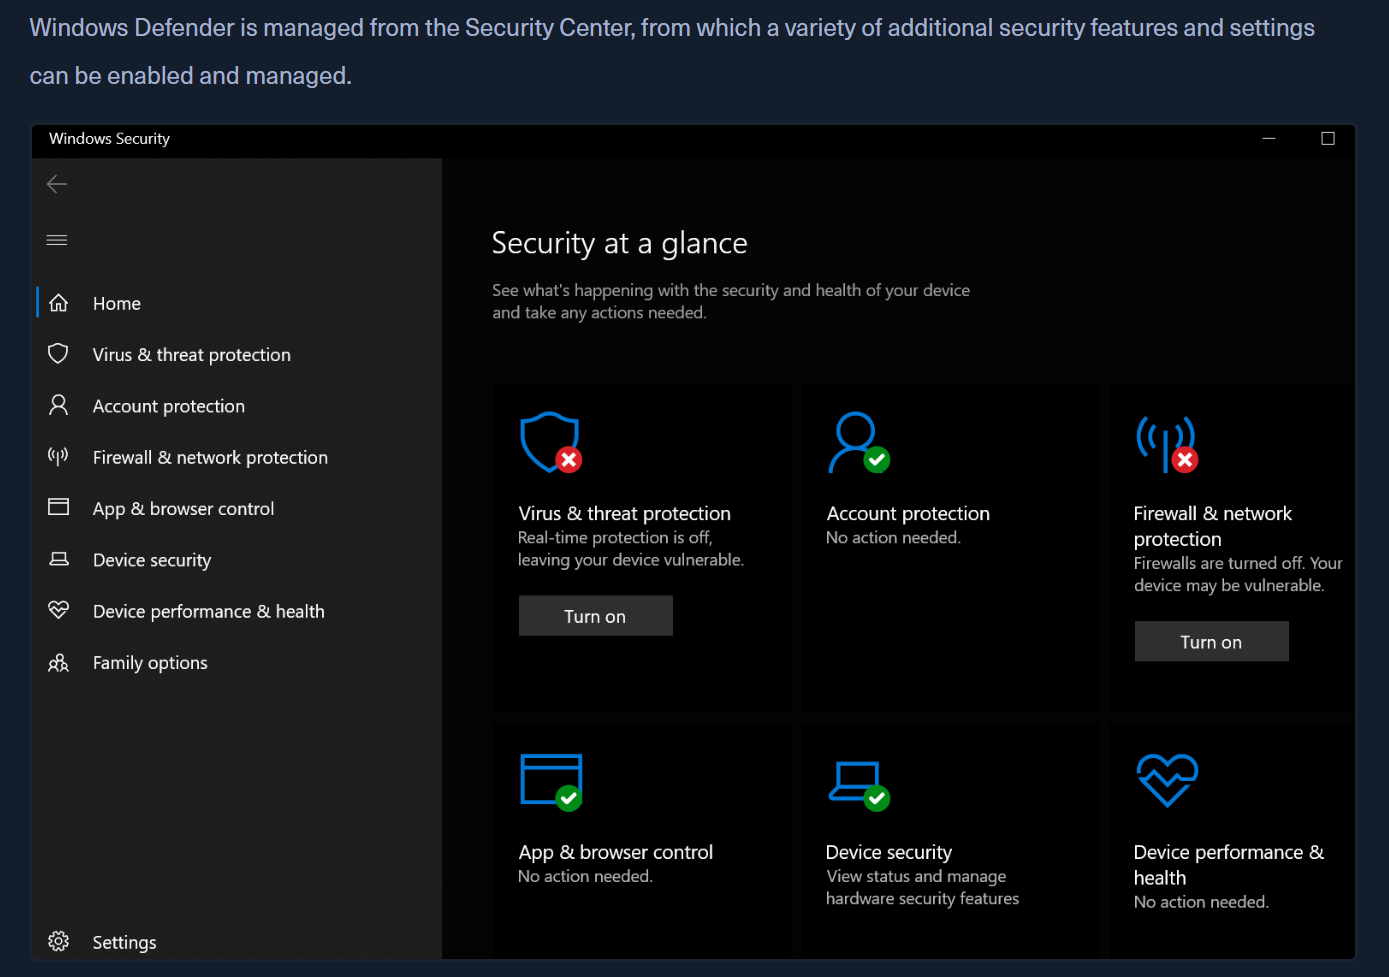 Windows Defender is managed from the Security Center, from which a variety of additional security features and settings
can be enabled and managed.
Windows Security
Home
Virus & threat protection
Account protection
Firewall & network protection
App & browser control
Device security
Device performance & health
Family options
Settings
Security at a glance
See what's happening with the security and health of your device
and take any actions needed.
Virus & threat protection
Real-time protection is off,
leaving your device vulnerable.
Turn on
Account protection
No action needed.
Firewall & network
protection
Firewalls are turned off. Your
device may be vulnerable.
Turn on
App & browser control
No action needed.
Device security
View status and manage
hardware security features
Device performance &
health
No action needed.